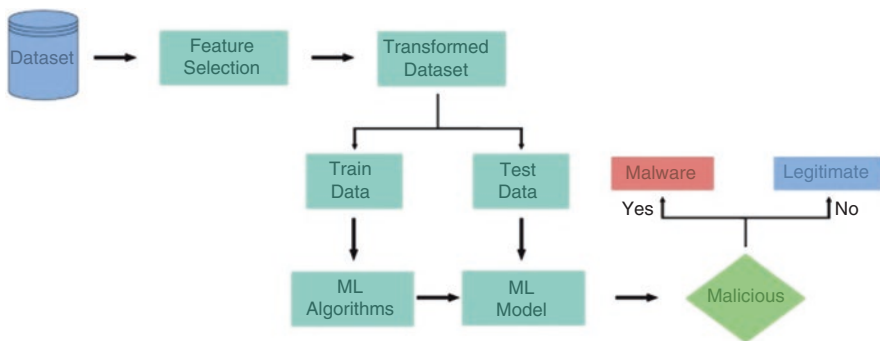 Dataset
Feature
Selection
Transformed
Dataset
Train
Data
Test
Data
Malware
Legitimate
Yes
No
ML
Algorithms
ML
Model
Malicious